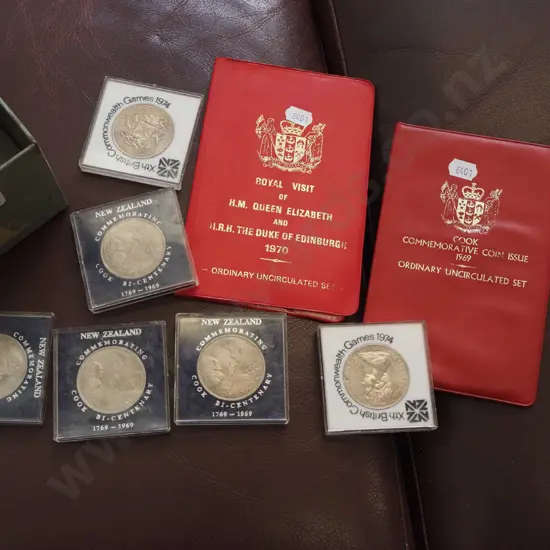 Commonwealth Games 1974
Xth British
NEW ZEALAND
COMMEMORATING
COOK BI-CENTENARY
1769 – 1969
ROYAL VISIT
OF
H.M. QUEEN ELIZABETH
AND
H.R.H. THE DUKE OF EDINBURGH
1970
ORDINARY UNCIRCULATED SET
COOK
COMMEMORATIVE COIN ISSUE
1969
ORDINARY UNCIRCULATED SET
NEW ZEALAND
NEW ZEALAND
COMMEMORATING
COOK BI-CENTENARY
1769 – 1969
NEW ZEALAND
COMMEMORATING
COOK BI-CENTENARY
1769 – 1969
Commonwealth Games 1974
Xth British